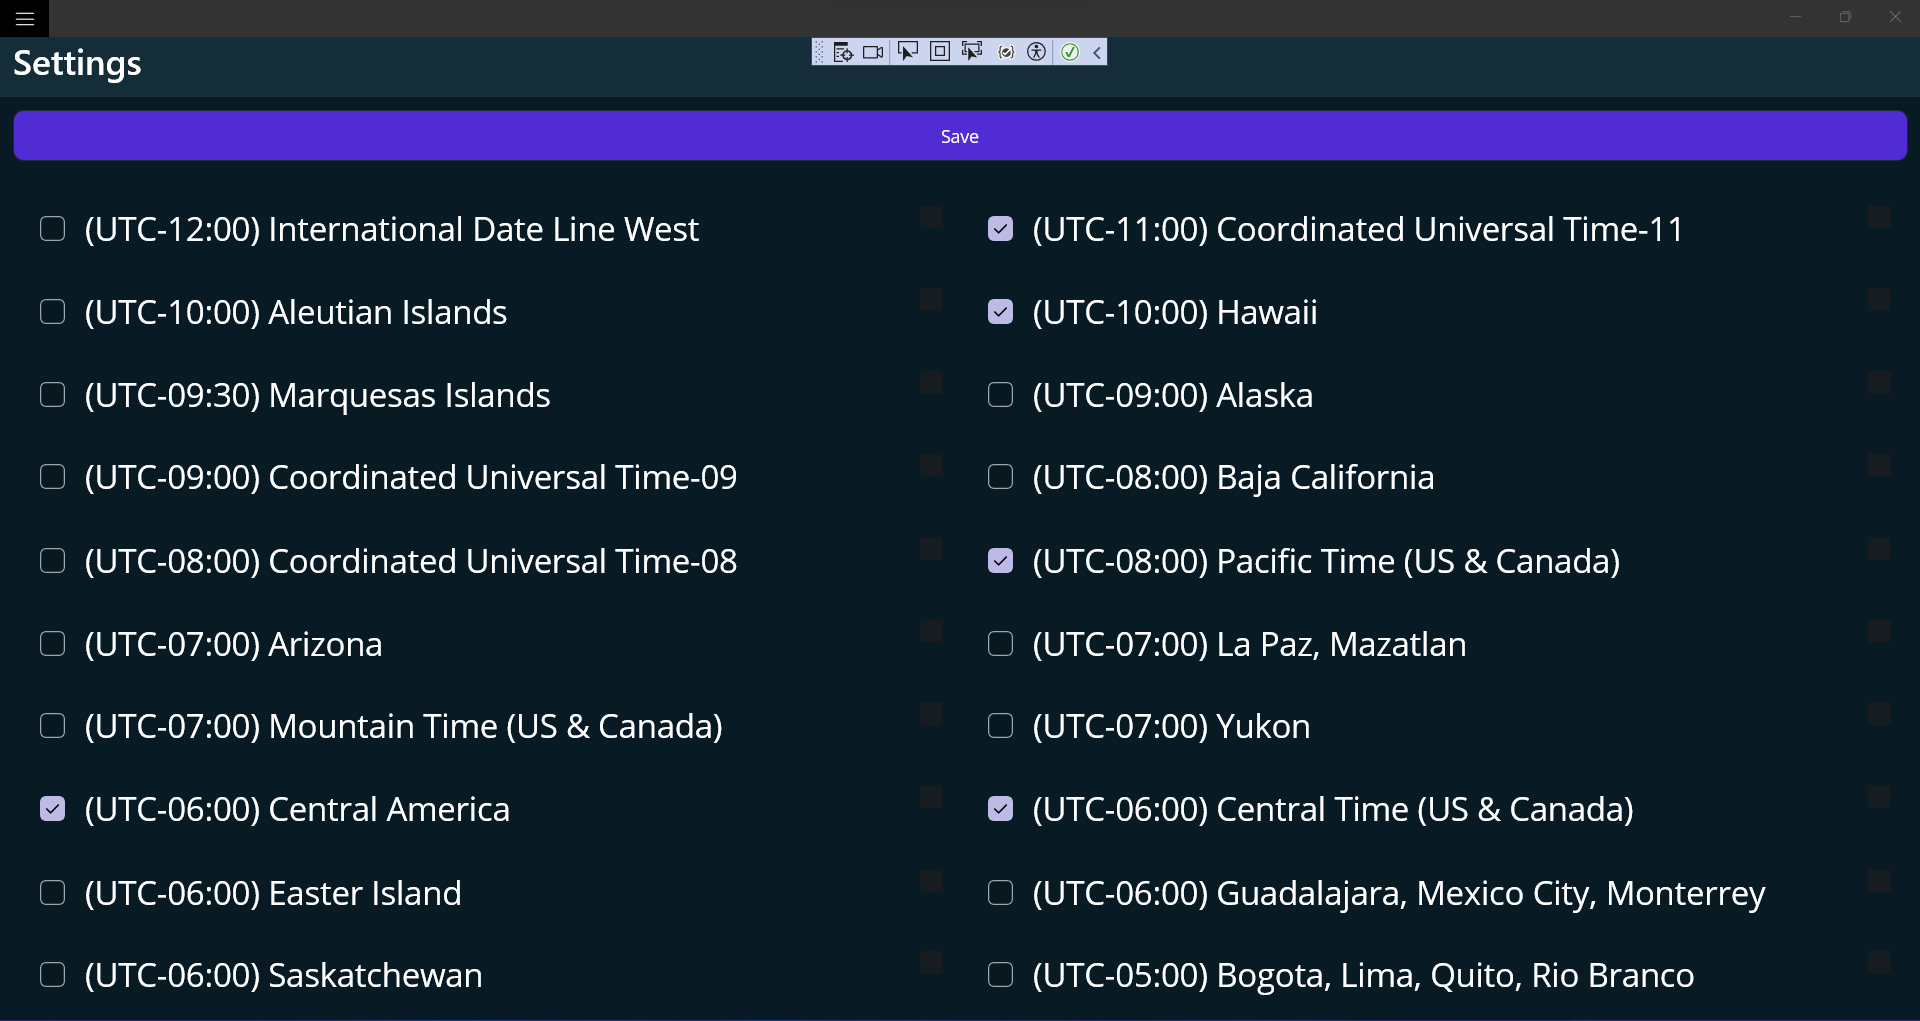 Settings
Save
(UTC-12:00) International Date Line West
(UTC-11:00) Coordinated Universal Time-11
(UTC-10:00) Aleutian Islands
(UTC-10:00) Hawaii
(UTC-09:30) Marquesas Islands
(UTC-09:00) Alaska
(UTC-09:00) Coordinated Universal Time-09
(UTC-08:00) Baja California
(UTC-08:00) Coordinated Universal Time-08
(UTC-08:00) Pacific Time (US & Canada)
(UTC-07:00) Arizona
(UTC-07:00) La Paz, Mazatlan
(UTC-07:00) Mountain Time (US & Canada)
(UTC-07:00) Yukon
(UTC-06:00) Central America
(UTC-06:00) Central Time (US & Canada)
(UTC-06:00) Easter Island
(UTC-06:00) Guadalajara, Mexico City, Monterrey
(UTC-06:00) Saskatchewan
(UTC-05:00) Bogota, Lima, Quito, Rio Branco